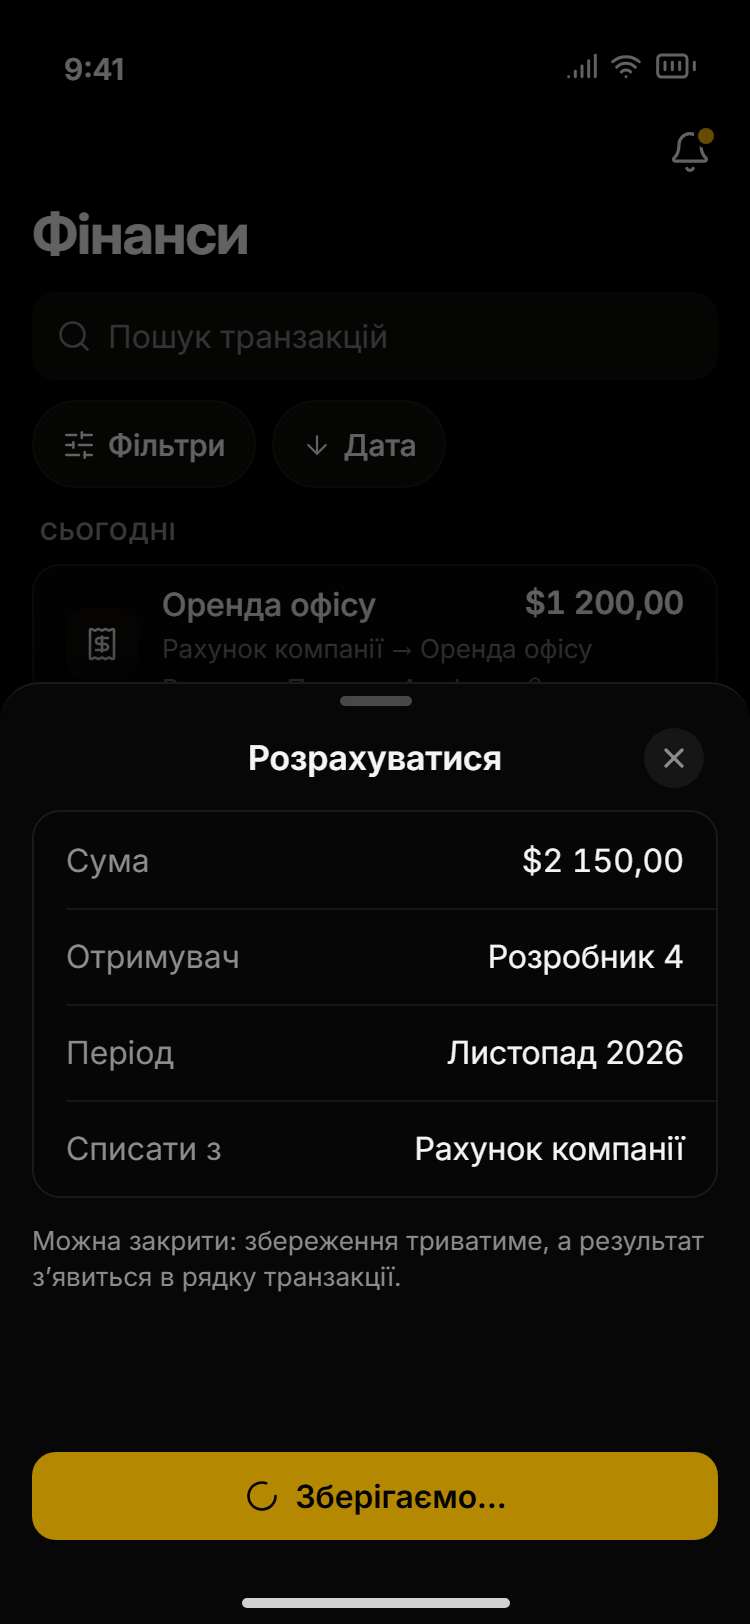 9:41
Фінанси
Пошук транзакцій
Фільтри
Дата
СЬОГОДНІ
Оренда офісу
$1 200,00
Рахунок компанії → Оренда офісу
Розрахуватися
Сума
$2 150,00
Отримувач
Розробник 4
Період
Листопад 2026
Списати з
Рахунок компанії
Можна закрити: збереження триватиме, а результат
з’явиться в рядку транзакції.
Зберігаємо…